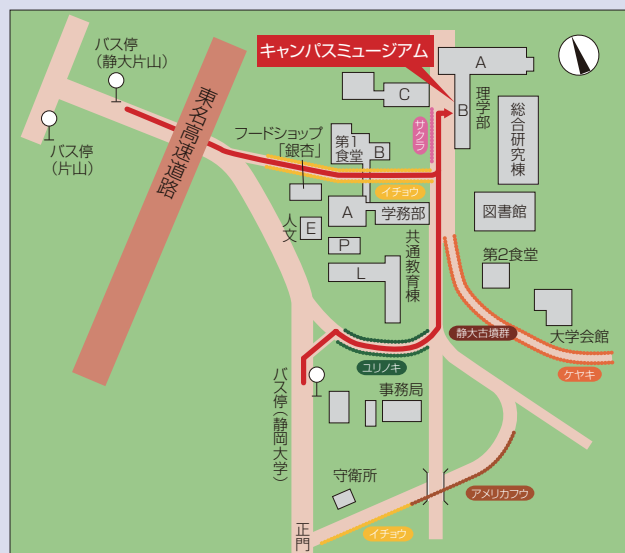 バス停
(静大片山)
キャンパスミュージアム
A
C
B
理学部
総合研究棟
サクラ
バス停
(片山)
東名高速道路
フードショップ
「銀杏」
第1
食堂
B
イチョウ
図書館
人文
A
学務部
E
P
L
共通教育棟
第2食堂
静大古墳群
大学会館
ケヤキ
ユリノキ
バス停(静岡大学)
事務局
守衛所
アメリカフウ
イチョウ
正門